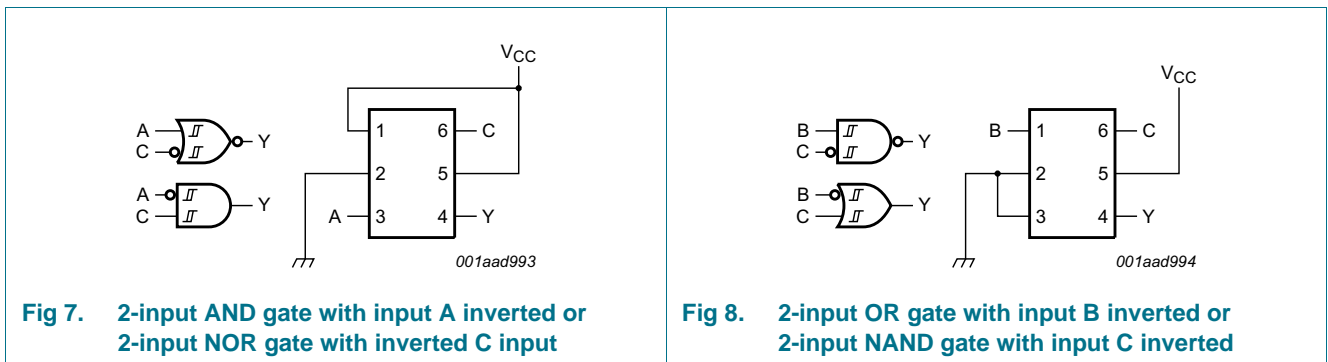 VCC
A
C
Y
A
C
Y
1
6
C
2
5
A
3
4
Y
001aad993
Fig 7. 2-input AND gate with input A inverted or
2-input NOR gate with inverted C input
VCC
B
C
Y
B
C
Y
B
1
6
C
2
5
3
4
Y
001aad994
Fig 8. 2-input OR gate with input B inverted or
2-input NAND gate with input C inverted